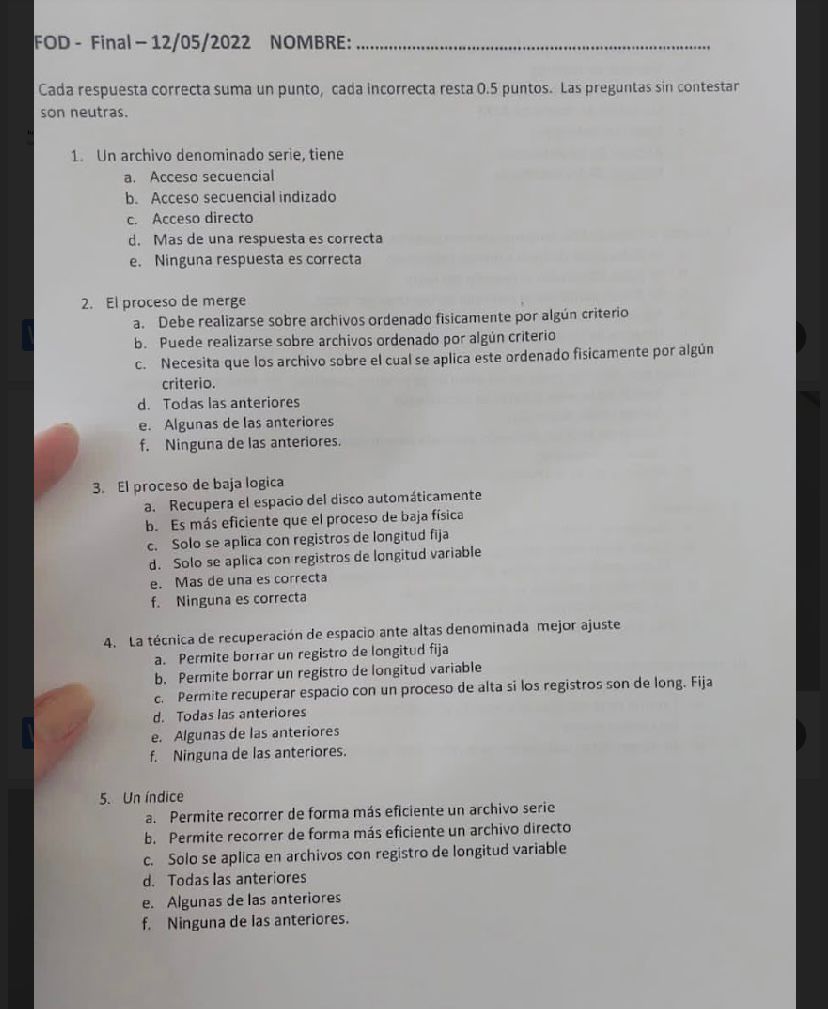 FOD - Final – 12/05/2022 NOMBRE: ................................................................................
Cada respuesta correcta suma un punto, cada incorrecta resta 0.5 puntos. Las preguntas sin contestar
son neutras.
1. Un archivo denominado serie, tiene
a. Acceso secuencial
b. Acceso secuencial indizado
c. Acceso directo
d. Mas de una respuesta es correcta
e. Ninguna respuesta es correcta
2. El proceso de merge
a. Debe realizarse sobre archivos ordenado fisicamente por algún criterio
b. Puede realizarse sobre archivos ordenado por algún criterio
c. Necesita que los archivo sobre el cual se aplica este ordenado fisicamente por algún
criterio.
d. Todas las anteriores
e. Algunas de las anteriores
f. Ninguna de las anteriores.
3. El proceso de baja logica
a. Recupera el espacio del disco automáticamente
b. Es más eficiente que el proceso de baja física
c. Solo se aplica con registros de longitud fija
d. Solo se aplica con registros de longitud variable
e. Mas de una es correcta
f. Ninguna es correcta
4. La técnica de recuperación de espacio ante altas denominada mejor ajuste
a. Permite borrar un registro de longitud fija
b. Permite borrar un registro de longitud variable
c. Permite recuperar espacio con un proceso de alta si los registros son de long. Fija
d. Todas las anteriores
e. Algunas de las anteriores
f. Ninguna de las anteriores.
5. Un índice
a. Permite recorrer de forma más eficiente un archivo serie
b. Permite recorrer de forma más eficiente un archivo directo
c. Solo se aplica en archivos con registro de longitud variable
d. Todas las anteriores
e. Algunas de las anteriores
f. Ninguna de las anteriores.